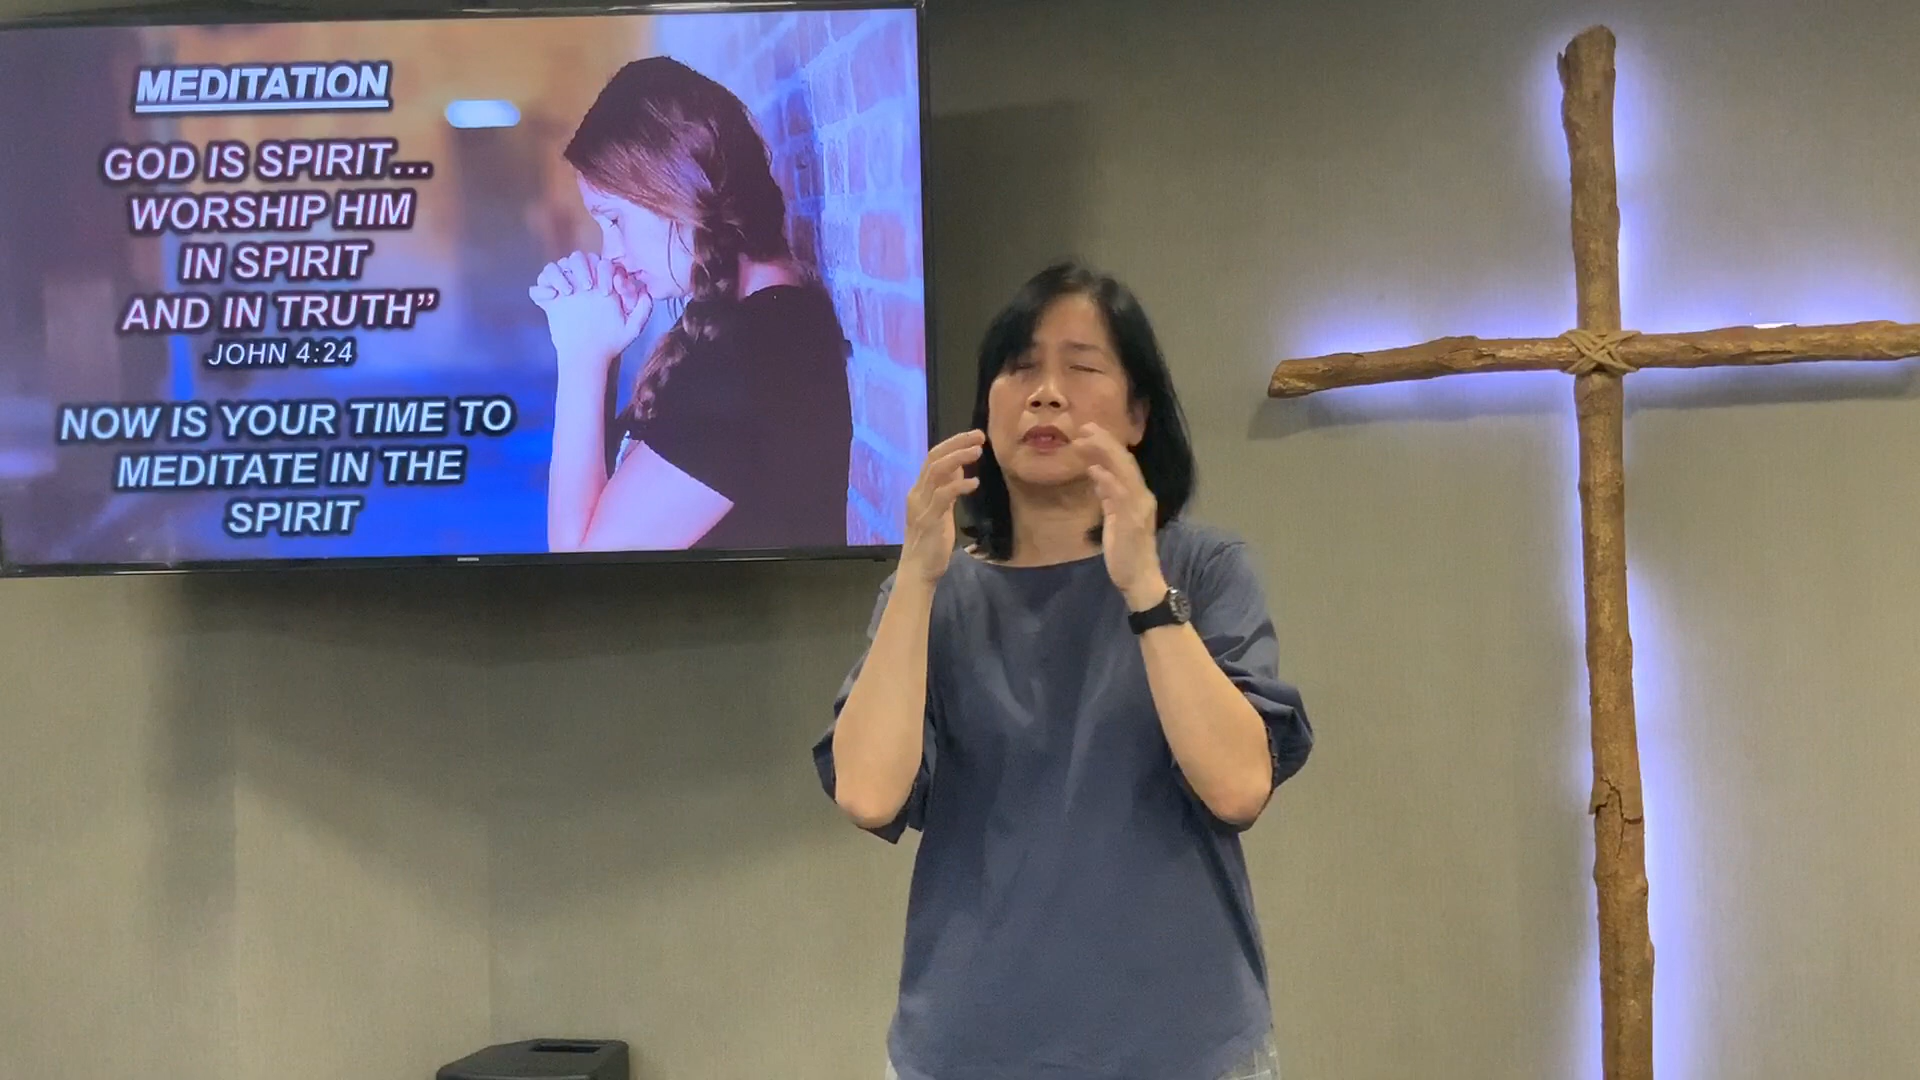 MEDITATION
GOD IS SPIRIT...
WORSHIP HIM
IN SPIRIT
AND IN TRUTH”
JOHN 4:24
NOW IS YOUR TIME TO
MEDITATE IN THE
SPIRIT